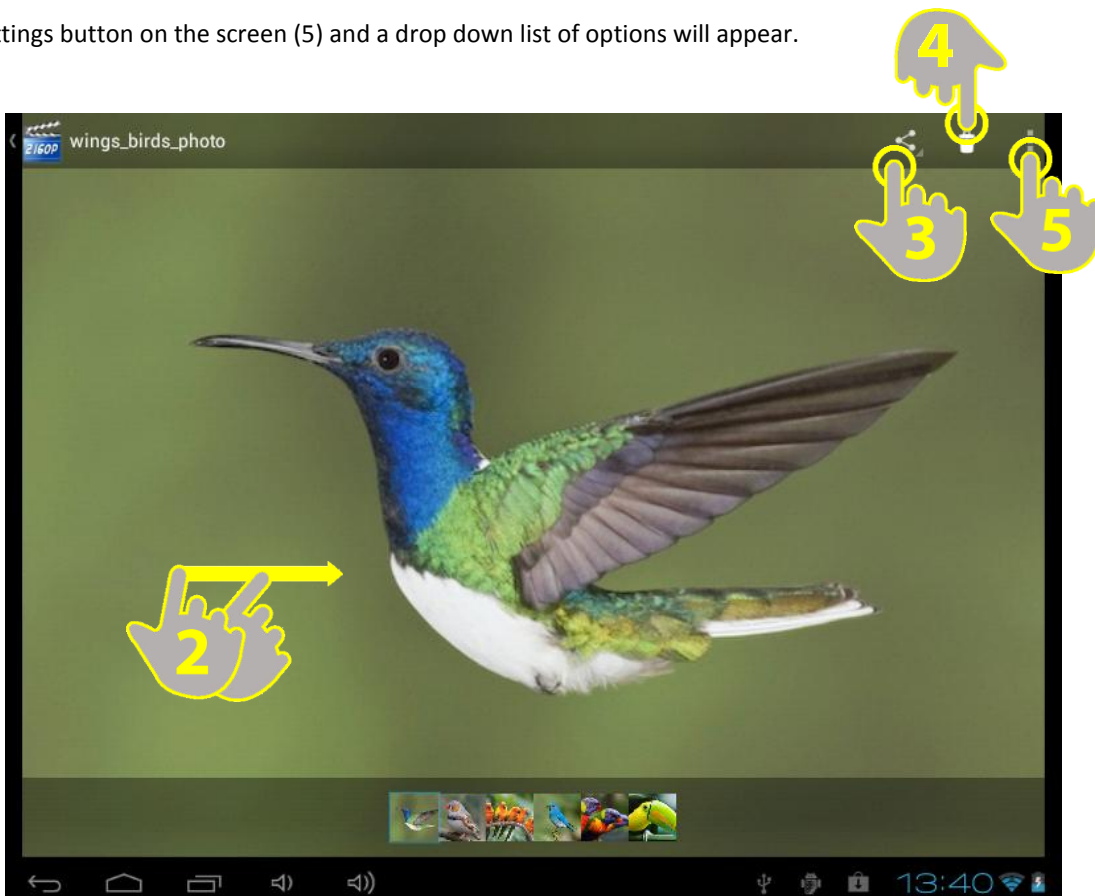 ttings button on the screen (5) and a drop down list of options will appear.
4
2160P wings_birds_photo
3
5
2
13:40